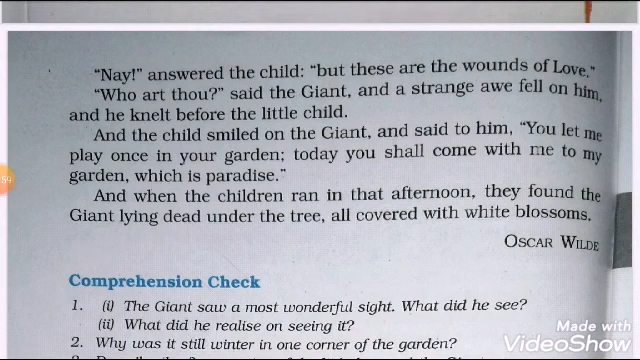 "Nay!" answered the child: "but these are the wounds of Love."
"Who art thou?" said the Giant, and a strange awe fell on him,
and he knelt before the little child.
And the child smiled on the Giant, and said to him, "You let me
play once in your garden; today you shall come with me to my
garden, which is paradise."
And when the children ran in that afternoon, they found the
Giant lying dead under the tree, all covered with white blossoms.
OSCAR WILDE
Comprehension Check
1. (i) The Giant saw a most wonderful sight. What did he see?
(ii) What did he realise on seeing it?
2. Why was it still winter in one corner of the garden?
59
Made with
VideoShow